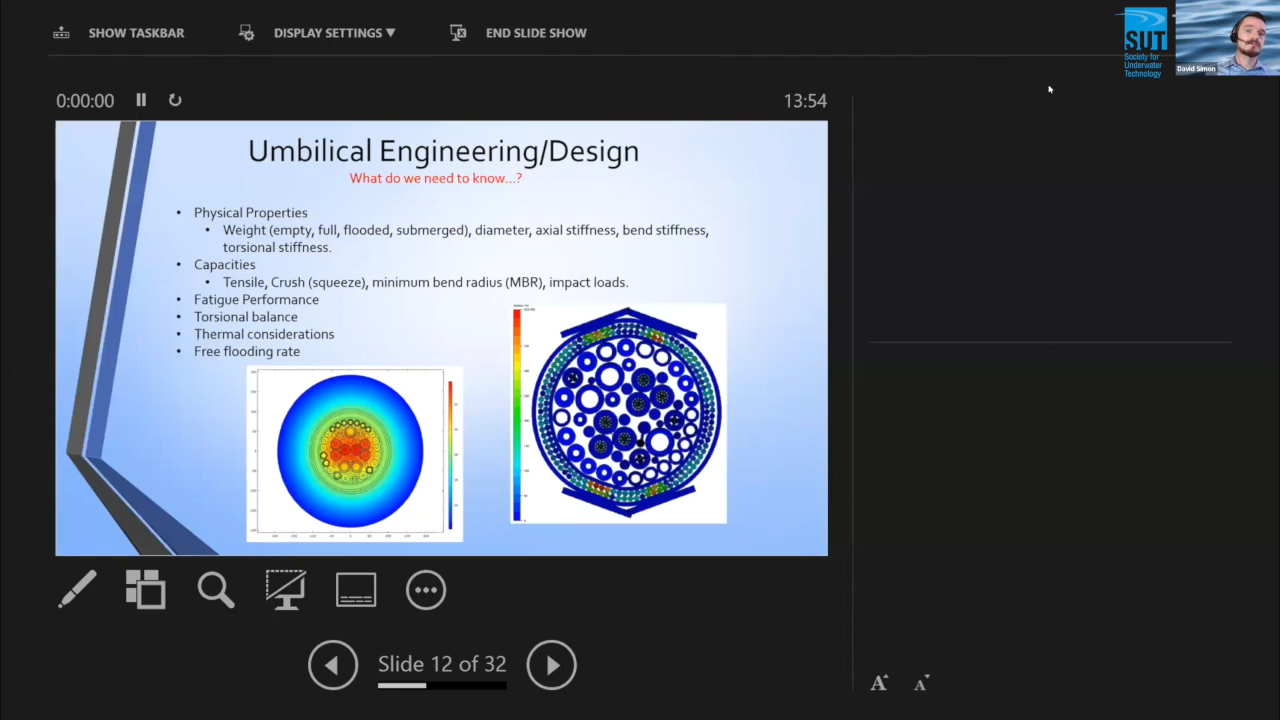 SHOW TASKBAR
DISPLAY SETTINGS ▼
END SLIDE SHOW
SUT
Society for
Underwater
Technology
David Simon
0:00:00
13:54
Umbilical Engineering/Design
What do we need to know...?
• Physical Properties
• Weight (empty, full, flooded, submerged), diameter, axial stiffness, bend stiffness,
torsional stiffness.
• Capacities
• Tensile, Crush (squeeze), minimum bend radius (MBR), impact loads.
• Fatigue Performance
• Torsional balance
• Thermal considerations
• Free flooding rate
Slide 12 of 32
A A